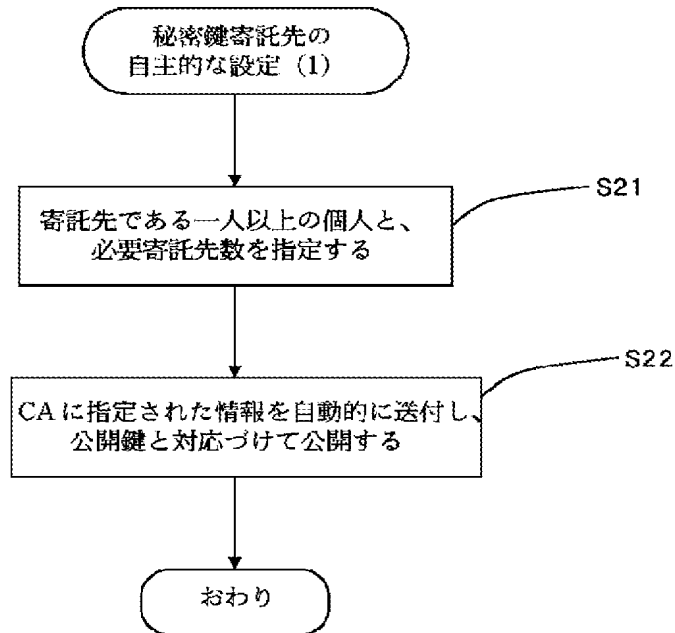 秘密鍵寄託先の
自主的な設定（1）
S21
寄託先である一人以上の個人と、
必要寄託先数を指定する
S22
CAに指定された情報を自動的に送付し、
公開鍵と対応づけて公開する
おわり